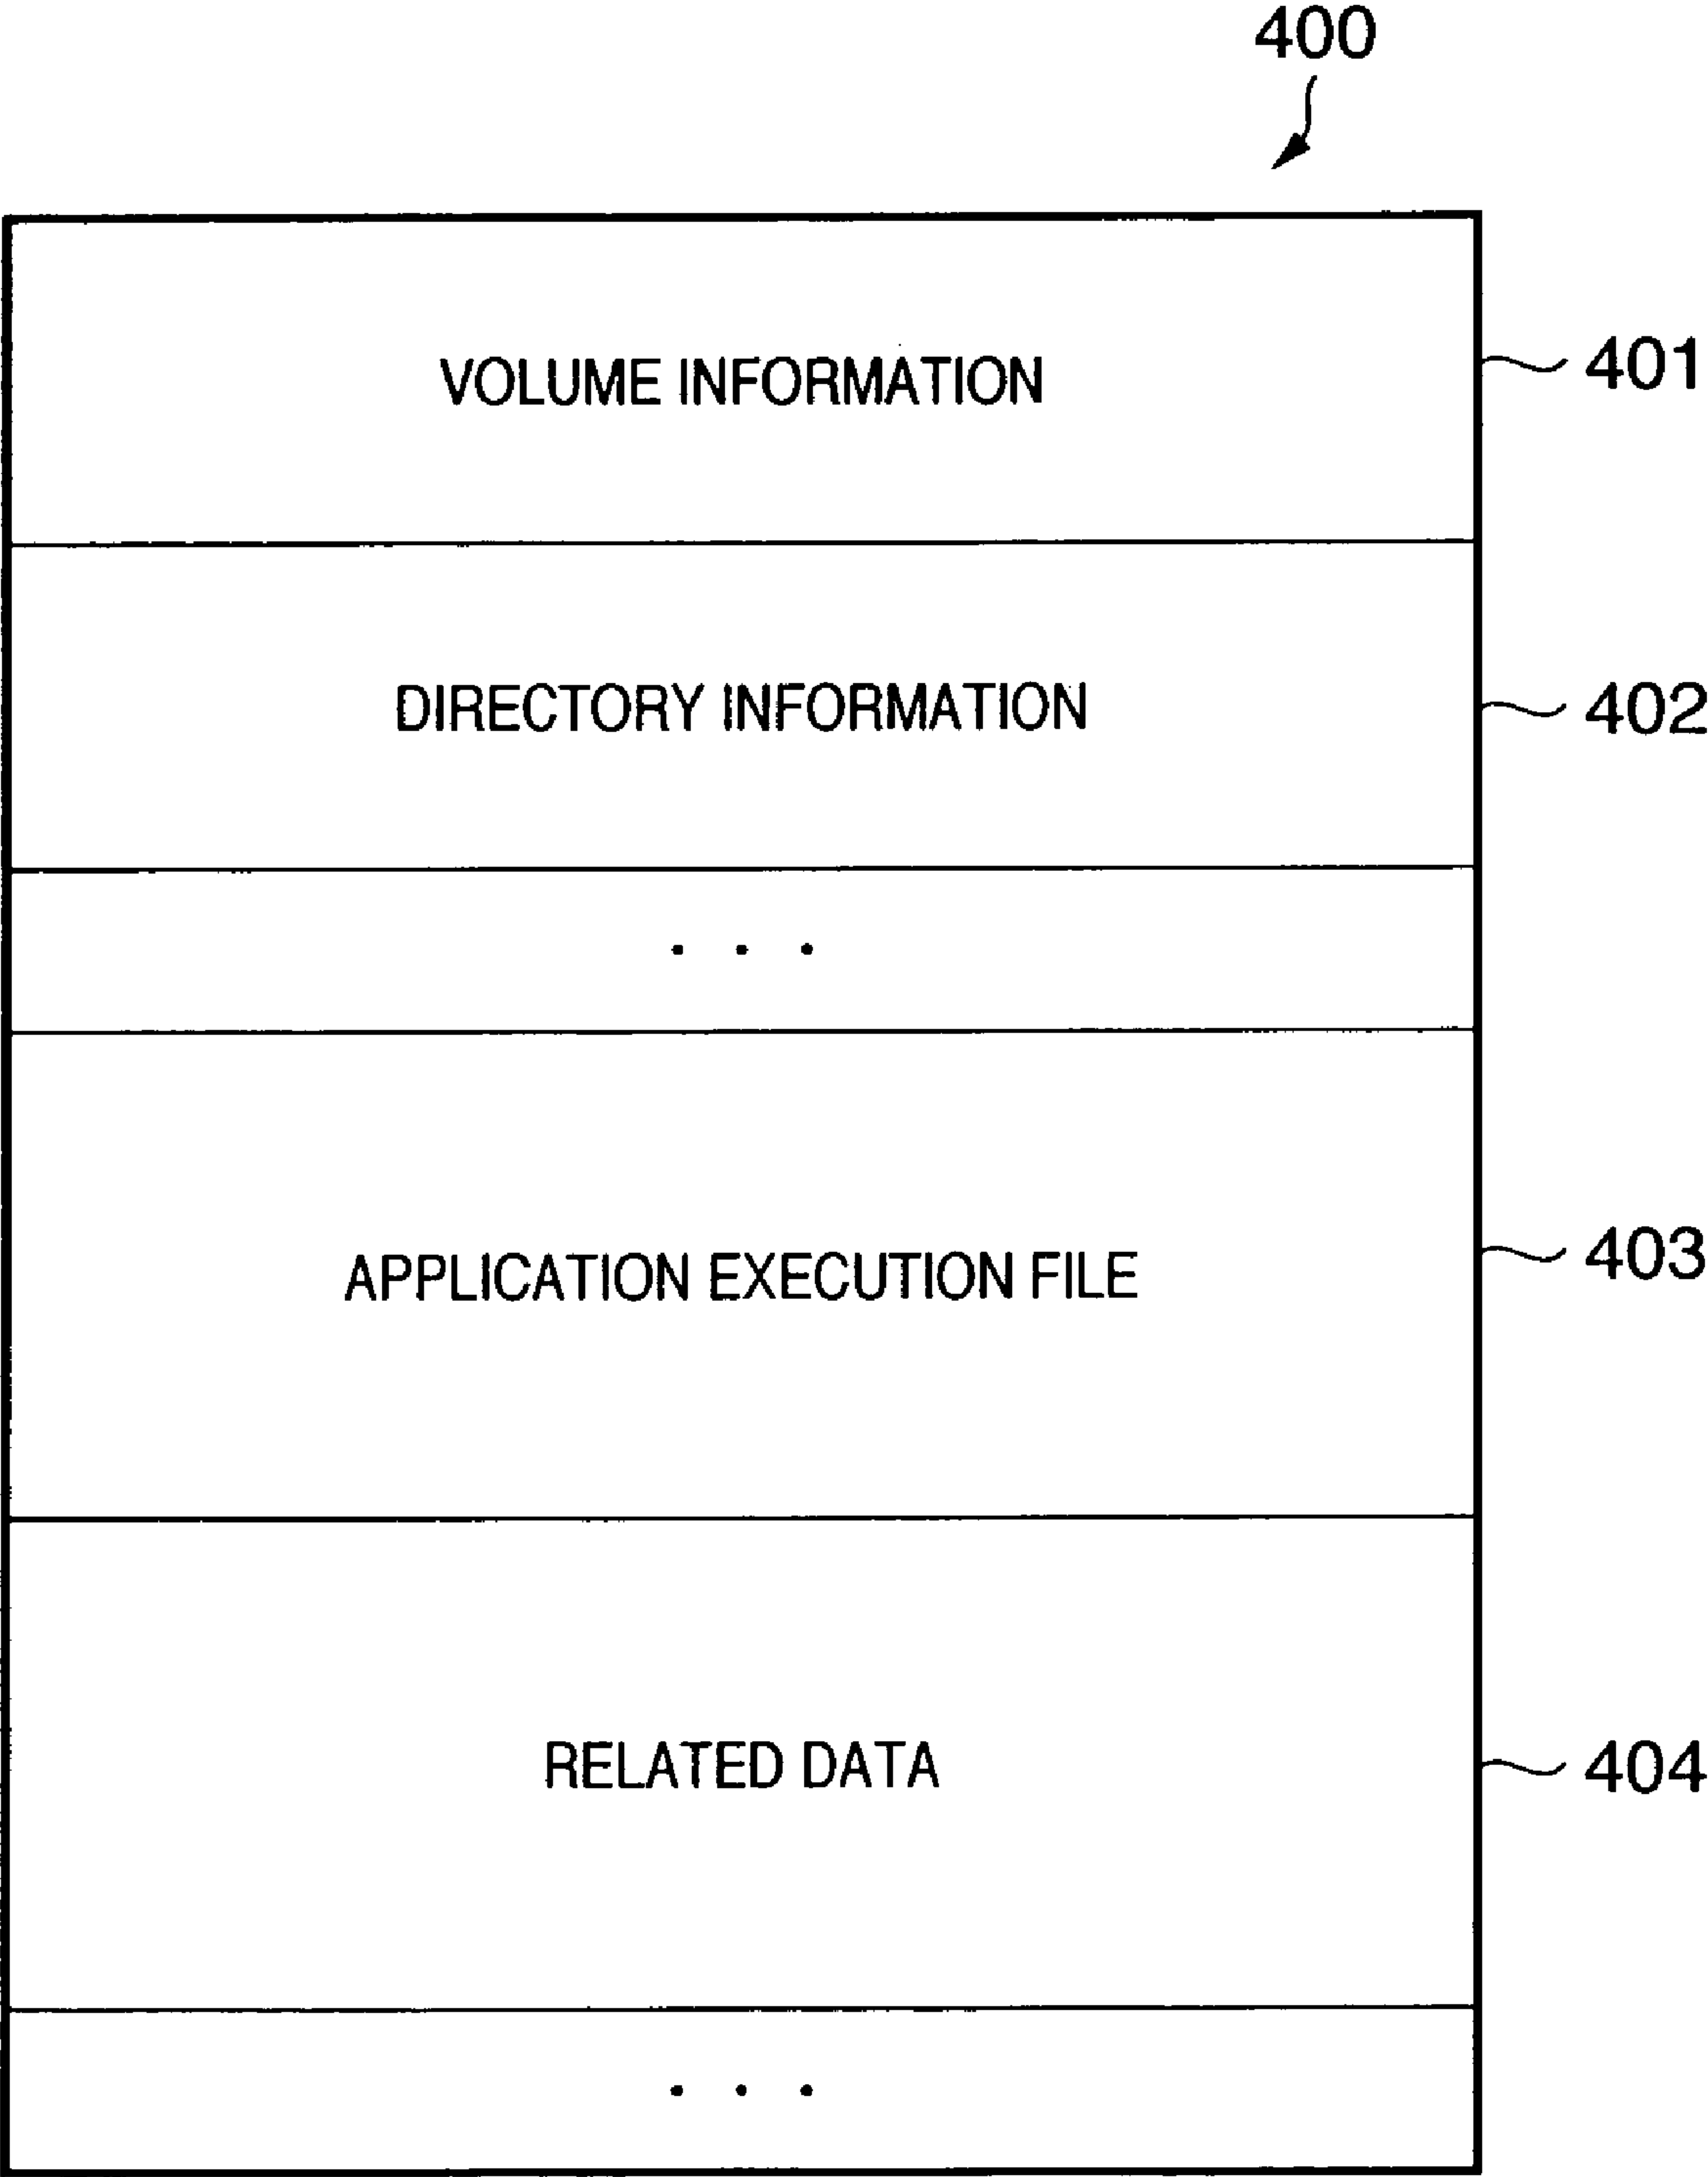 400
VOLUME INFORMATION 401
DIRECTORY INFORMATION 402
. . .
APPLICATION EXECUTION FILE 403
RELATED DATA 404
. . .